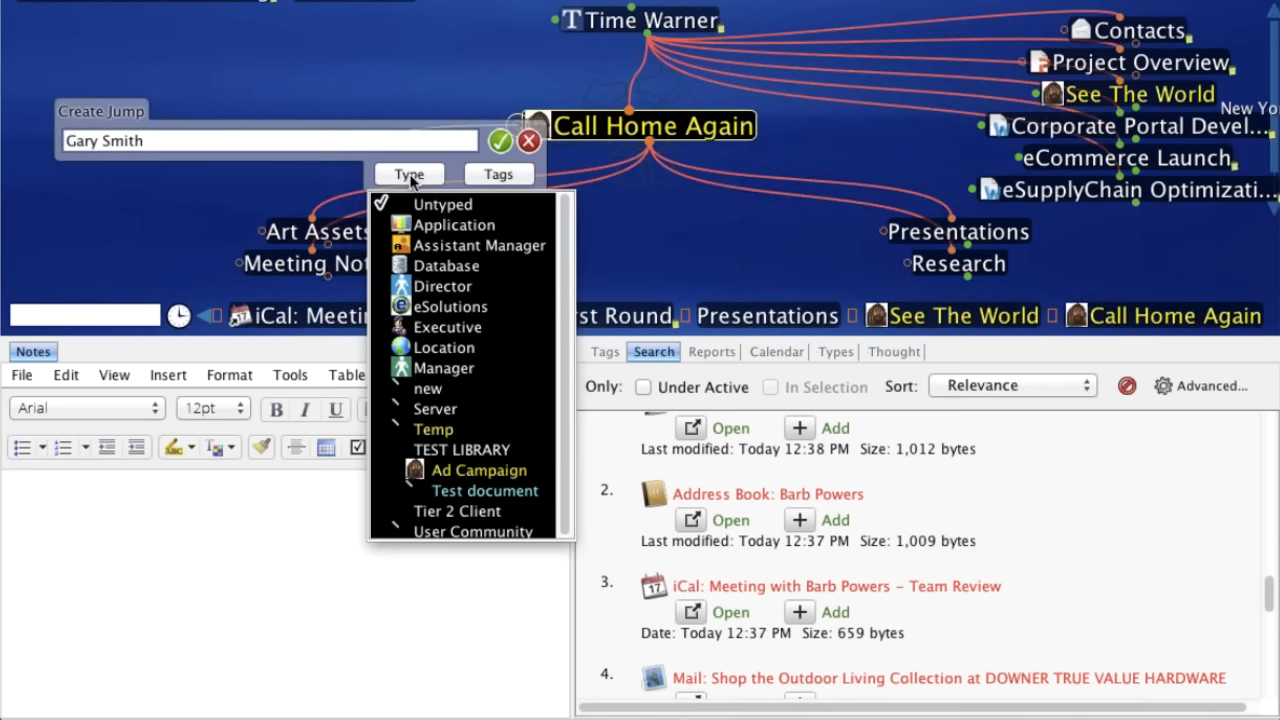 Time Warner
Contacts
Project Overview
See The World
New Yo
Create Jump
Gary Smith
Call Home Again
Corporate Portal Devel...
eCommerce Launch
Type
Tags
eSupplyChain Optimizati...
Untyped
Application
Assistant Manager
Database
Director
eSolutions
Executive
Location
Manager
new
Server
Temp
TEST LIBRARY
Ad Campaign
Test document
Tier 2 Client
User Community
Art Assets
Meeting Not
Presentations
Research
iCal: Meeti
rst Round
Presentations
See The World
Call Home Again
Notes
File Edit View Insert Format Tools Table
Arial 12pt B I U
Tags Search Reports Calendar Types Thought
Only: Under Active In Selection Sort: Relevance Advanced...
Open Add
Last modified: Today 12:38 PM Size: 1,012 bytes
2. Address Book: Barb Powers
Open Add
Last modified: Today 12:37 PM Size: 1,009 bytes
3. 17 iCal: Meeting with Barb Powers – Team Review
Open Add
Date: Today 12:37 PM Size: 659 bytes
4. Mail: Shop the Outdoor Living Collection at DOWNER TRUE VALUE HARDWARE